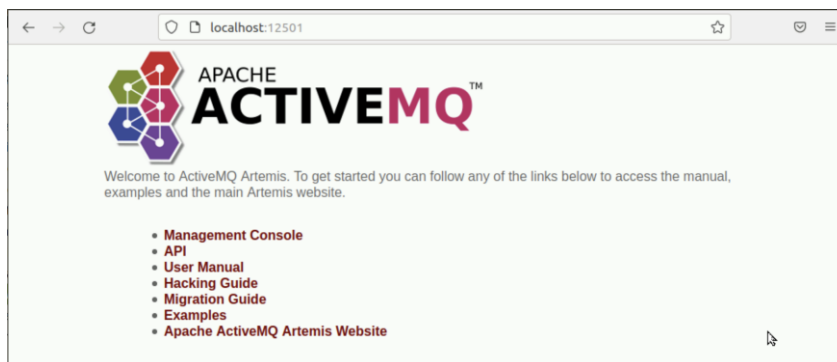 localhost:12501
APACHE
ACTIVEMQ™
Welcome to ActiveMQ Artemis. To get started you can follow any of the links below to access the manual,
examples and the main Artemis website.
Management Console
API
User Manual
Hacking Guide
Migration Guide
Examples
Apache ActiveMQ Artemis Website